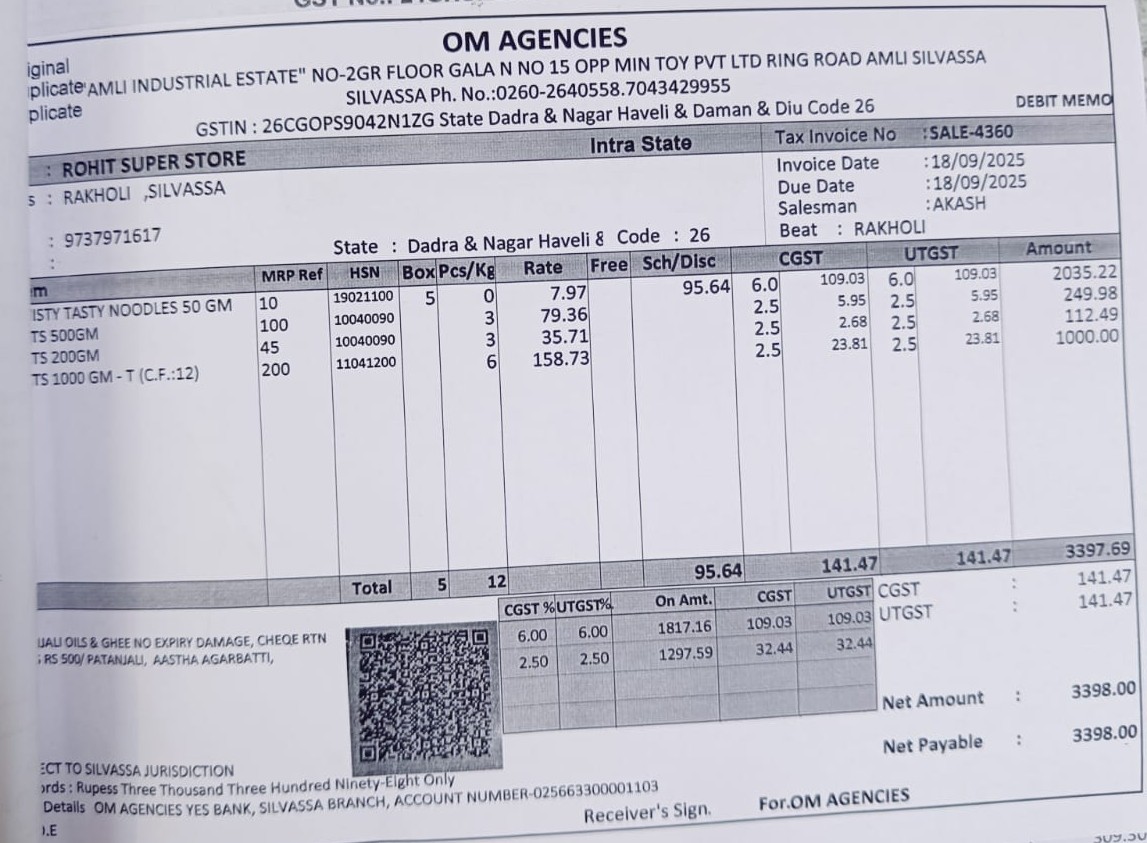 OM AGENCIES
iginal
plicate "AMLI INDUSTRIAL ESTATE" NO-2GR FLOOR GALA N NO 15 OPP MIN TOY PVT LTD RING ROAD AMLI SILVASSA
plicate SILVASSA Ph. No.:0260-2640558.7043429955
GSTIN : 26CGOPS9042N1ZG State Dadra & Nagar Haveli & Daman & Diu Code 26 DEBIT MEMO
: ROHIT SUPER STORE Intra State Tax Invoice No :SALE-4360
s : RAKHOLI ,SILVASSA Invoice Date :18/09/2025
Due Date :18/09/2025
Salesman :AKASH
: 9737971617 State : Dadra & Nagar Haveli & Code : 26 Beat : RAKHOLI
:
m MRP Ref HSN Box Pcs/Kg Rate Free Sch/Disc CGST UTGST Amount
ISTY TASTY NOODLES 50 GM 10 19021100 5 0 7.97 95.64 6.0 109.03 6.0 109.03 2035.22
TS 500GM 100 10040090 3 79.36 2.5 5.95 2.5 5.95 249.98
TS 200GM 45 10040090 3 35.71 2.5 2.68 2.5 2.68 112.49
TS 1000 GM - T (C.F.:12) 200 11041200 6 158.73 2.5 23.81 2.5 23.81 1000.00
Total 5 12 95.64 141.47 141.47 3397.69
CGST % UTGST% On Amt. CGST UTGST CGST : 141.47
6.00 6.00 1817.16 109.03 109.03 UTGST : 141.47
2.50 2.50 1297.59 32.44 32.44
JALI OILS & GHEE NO EXPIRY DAMAGE, CHEQE RTN
RS 500/ PATANJALI, AASTHA AGARBATTI,
Net Amount : 3398.00
Net Payable : 3398.00
ECT TO SILVASSA JURISDICTION
ords : Rupess Three Thousand Three Hundred Ninety-Eight Only
Details OM AGENCIES YES BANK, SILVASSA BRANCH, ACCOUNT NUMBER-025663300001103
).E Receiver's Sign. For.OM AGENCIES